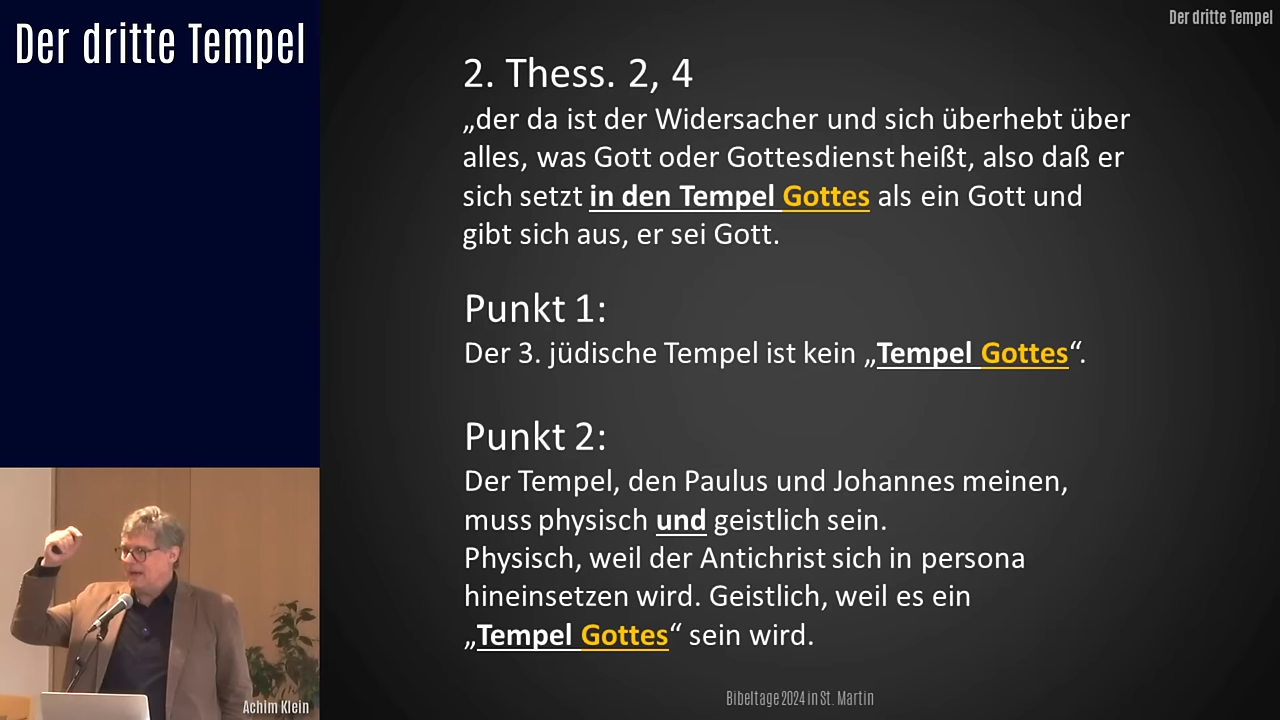 Der dritte Tempel
Der dritte Tempel
2. Thess. 2, 4
„der da ist der Widersacher und sich überhebt über
alles, was Gott oder Gottesdienst heißt, also daß er
sich setzt in den Tempel Gottes als ein Gott und
gibt sich aus, er sei Gott.
Punkt 1:
Der 3. jüdische Tempel ist kein „Tempel Gottes“.
Punkt 2:
Der Tempel, den Paulus und Johannes meinen,
muss physisch und geistlich sein.
Physisch, weil der Antichrist sich in persona
hineinsetzen wird. Geistlich, weil es ein
„Tempel Gottes“ sein wird.
Achim Klein
Bibeltage 2024 in St. Martin